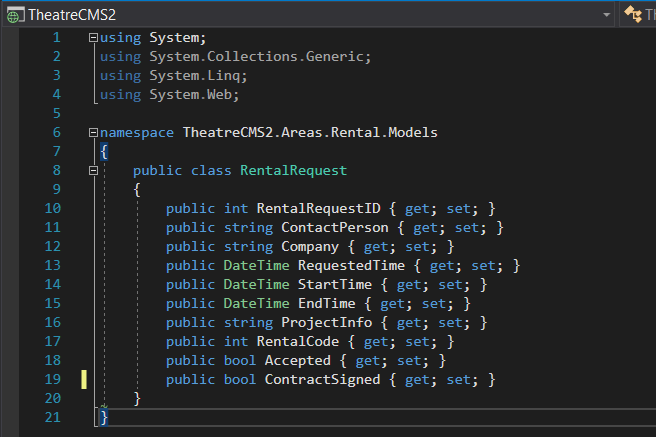 TheatreCMS2
1 using System;
2 using System.Collections.Generic;
3 using System.Linq;
4 using System.Web;
5
6 namespace TheatreCMS2.Areas.Rental.Models
7 {
8     public class RentalRequest
9     {
10         public int RentalRequestID { get; set; }
11         public string ContactPerson { get; set; }
12         public string Company { get; set; }
13         public DateTime RequestedTime { get; set; }
14         public DateTime StartTime { get; set; }
15         public DateTime EndTime { get; set; }
16         public string ProjectInfo { get; set; }
17         public int RentalCode { get; set; }
18         public bool Accepted { get; set; }
19         public bool ContractSigned { get; set; }
20     }
21 }